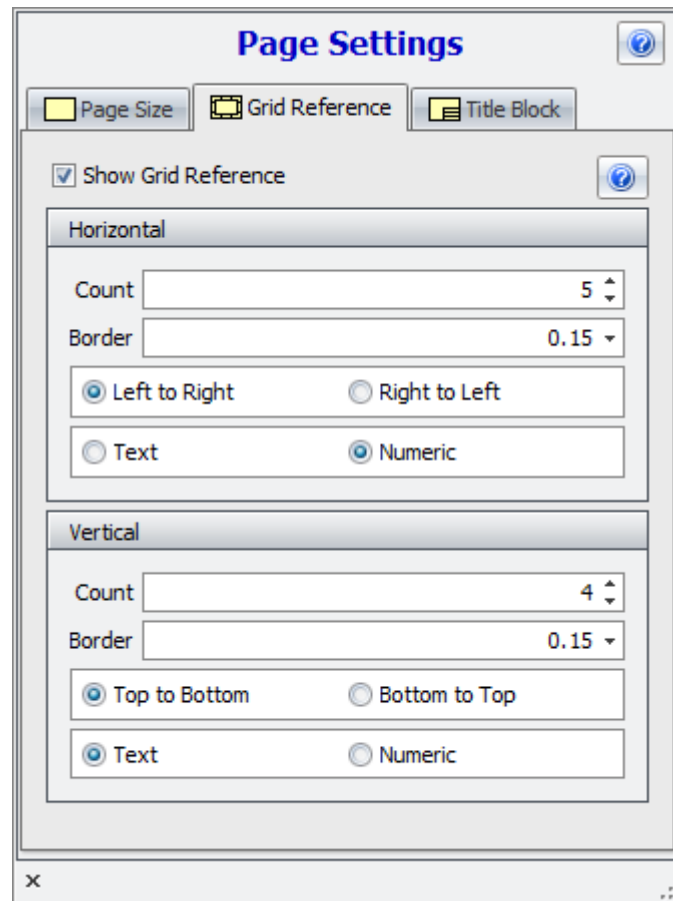 Page Settings
Page Size Grid Reference Title Block
Show Grid Reference
Horizontal
Count 5
Border 0.15
Left to Right Right to Left
Text Numeric
Vertical
Count 4
Border 0.15
Top to Bottom Bottom to Top
Text Numeric